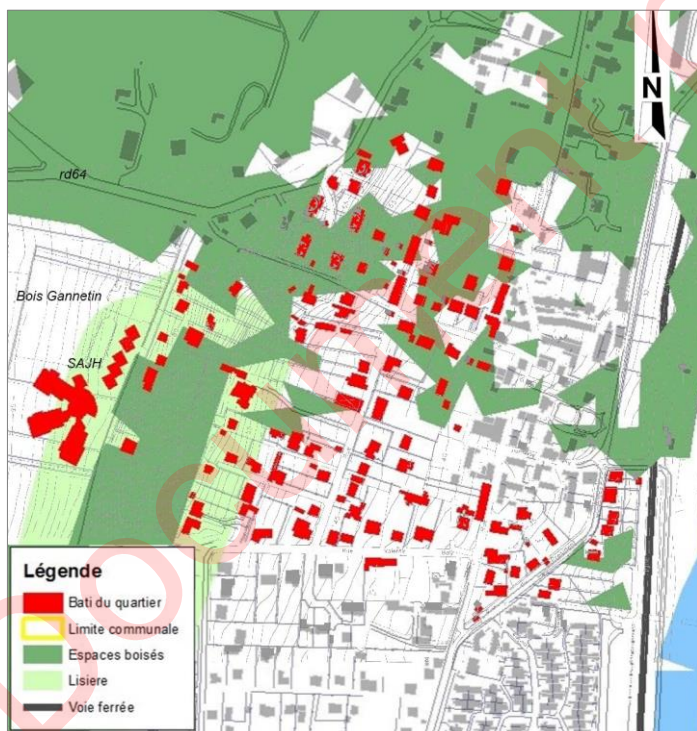 N
rd64
Bois Gannetin
SAJH
Légende
Bati du quartier
Limite communale
Espaces boisés
Lisiere
Voie ferrée